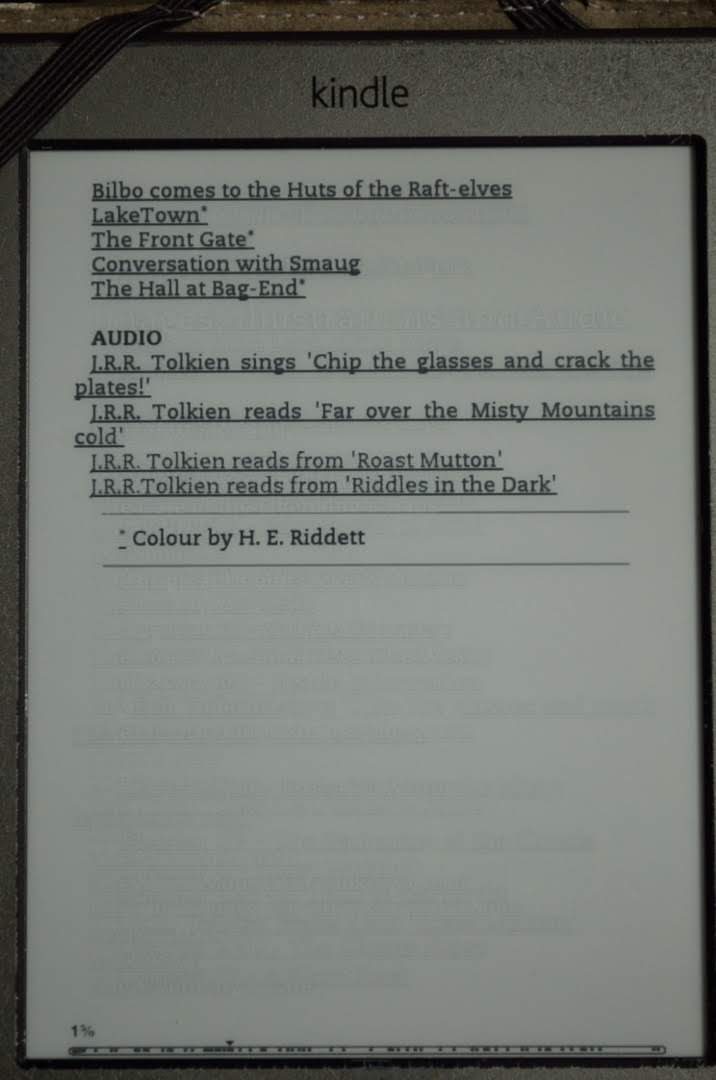 kindle
Bilbo comes to the Huts of the Raft-elves
LakeTown*
The Front Gate*
Conversation with Smaug
The Hall at Bag-End*
AUDIO
J.R.R. Tolkien sings 'Chip the glasses and crack the
plates!'
J.R.R. Tolkien reads 'Far over the Misty Mountains
cold'
J.R.R. Tolkien reads from 'Roast Mutton'
J.R.R.Tolkien reads from 'Riddles in the Dark'
* Colour by H. E. Riddett
1%